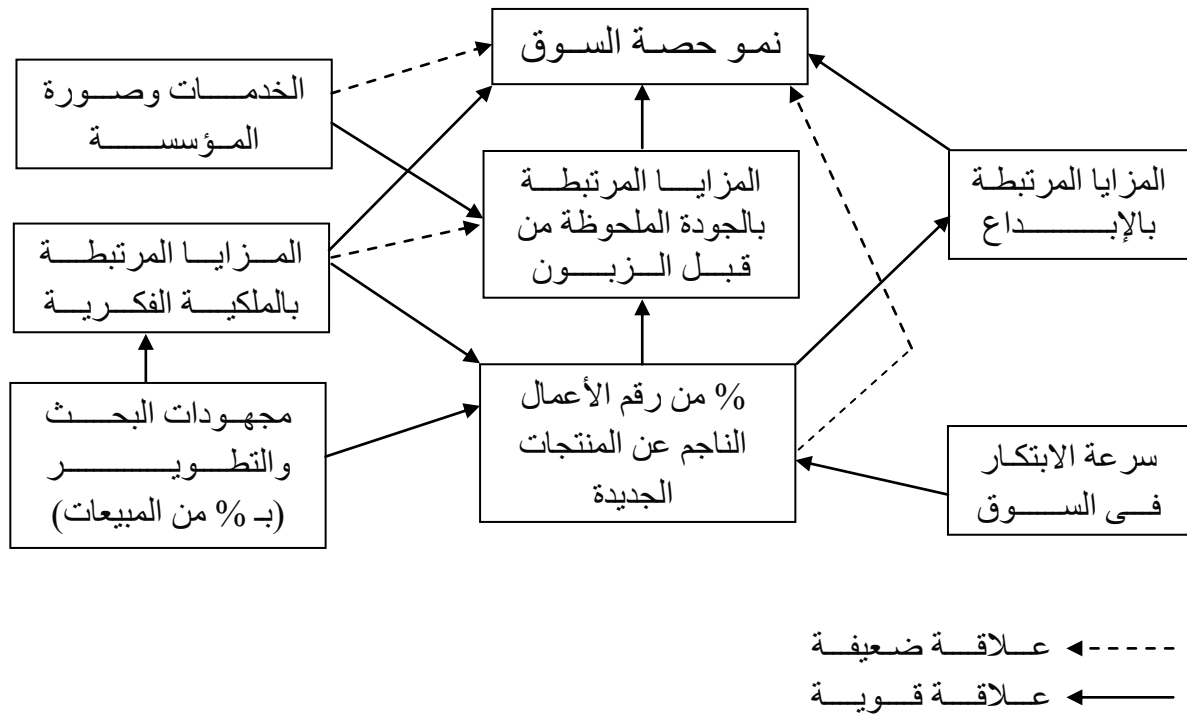 نمو حصة السوق
الخدمات وصورة
المؤسسة
المزايا المرتبطة
بالجودة الملحوظة من
قبل الزبون
المزايا المرتبطة
بالإبداع
المزايا المرتبطة
بالملكية الفكرية
% من رقم الأعمال
الناجم عن المنتجات
الجديدة
مجهودات البحث
والتطوير
(بـ % من المبيعات)
سرعة الابتكار
فى السوق
علاقة ضعيفة
علاقة قوية